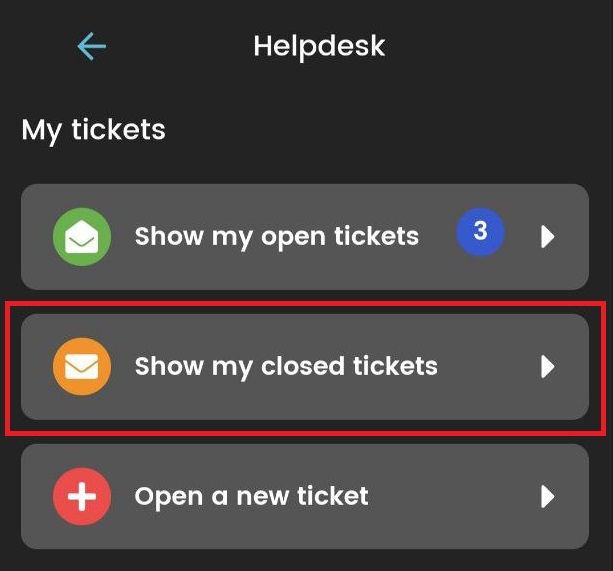 Helpdesk
My tickets
Show my open tickets 3
Show my closed tickets
Open a new ticket